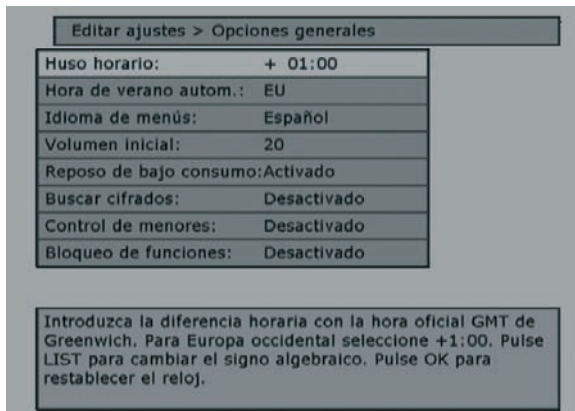 Editar ajustes > Opciones generales
Huso horario: + 01:00
Hora de verano autom.: EU
Idioma de menús: Español
Volumen inicial: 20
Reposo de bajo consumo:Activado
Buscar cifrados: Desactivado
Control de menores: Desactivado
Bloqueo de funciones: Desactivado
Introduzca la diferencia horaria con la hora oficial GMT de
Greenwich. Para Europa occidental seleccione +1:00. Pulse
LIST para cambiar el signo algebraico. Pulse OK para
restablecer el reloj.